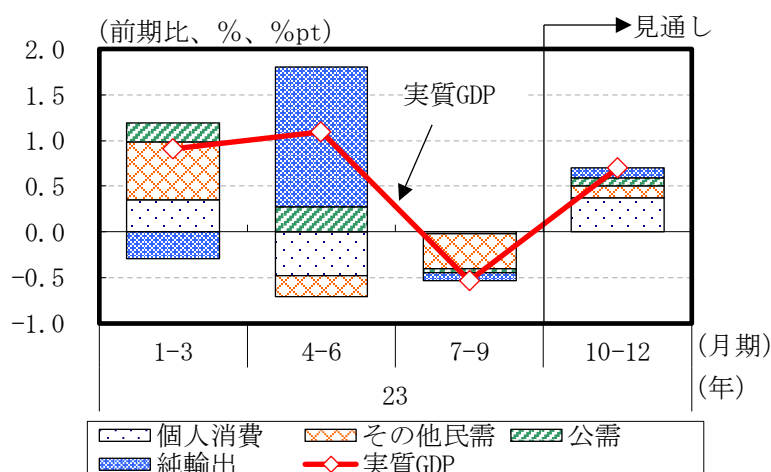 (前期比、%、%pt)
見通し
2.0
1.5
実質GDP
1.0
0.5
0.0
-0.5
-1.0
1-3 4-6 7-9 10-12 (月期)
23 (年)
個人消費 その他民需 公需
純輸出 実質GDP